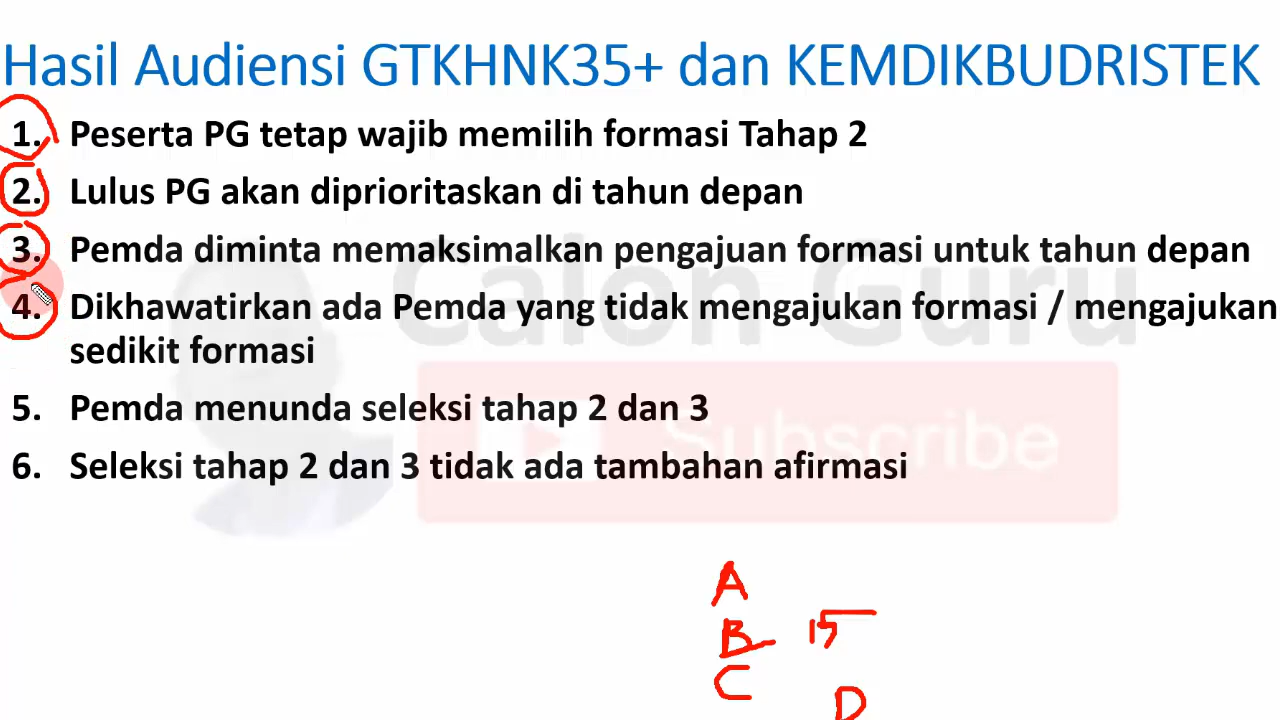 Hasil Audiensi GTKHNK35+ dan KEMDIKBUDRISTEK
1. Peserta PG tetap wajib memilih formasi Tahap 2
2. Lulus PG akan diprioritaskan di tahun depan
3. Pemda diminta memaksimalkan pengajuan formasi untuk tahun depan
4. Dikhawatirkan ada Pemda yang tidak mengajukan formasi / mengajukan
sedikit formasi
Calon Guru
5. Pemda menunda seleksi tahap 2 dan 3
Subscribe
6. Seleksi tahap 2 dan 3 tidak ada tambahan afirmasi
A
B 15
C
D